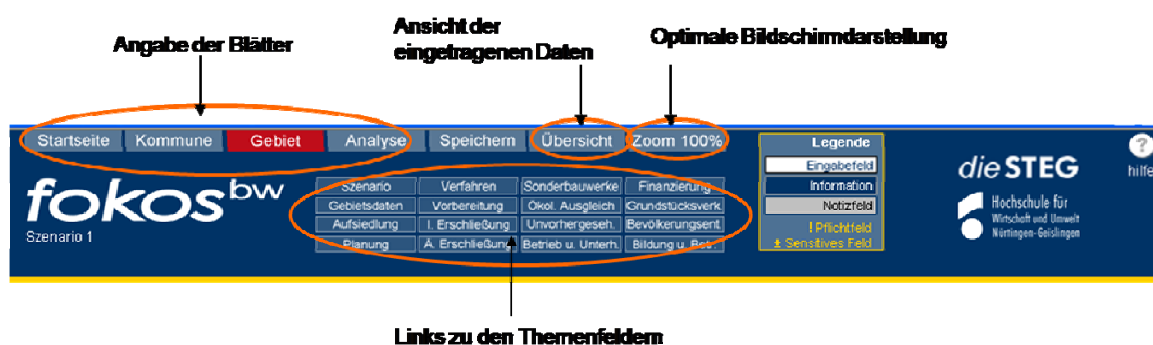 Angabe der Blätter
Ansicht der
eingetragenen Daten
Optimale Bildschirmdarstellung
Startseite Kommune Gebiet Analyse Speichern Übersicht Zoom 100%
fokosbw
Szenario 1
Szenario Verfahren Sonderbauwerke Finanzierung
Gebietsdaten Vorbereitung Ökol. Ausgleich Grundstücksverk.
Aufsiedlung I. Erschließung Unvorhergeseh. Bevölkerungsent.
Planung Ä. Erschließung Betrieb u. Unterh. Bildung u. Betr.
Legende
Eingabefeld
Information
Notizfeld
! Pflichtfeld
± Sensitives Feld
die STEG
Hochschule für
Wirtschaft und Umwelt
Nürtingen-Geislingen
?
hilfe
Links zu den Themenfeldern